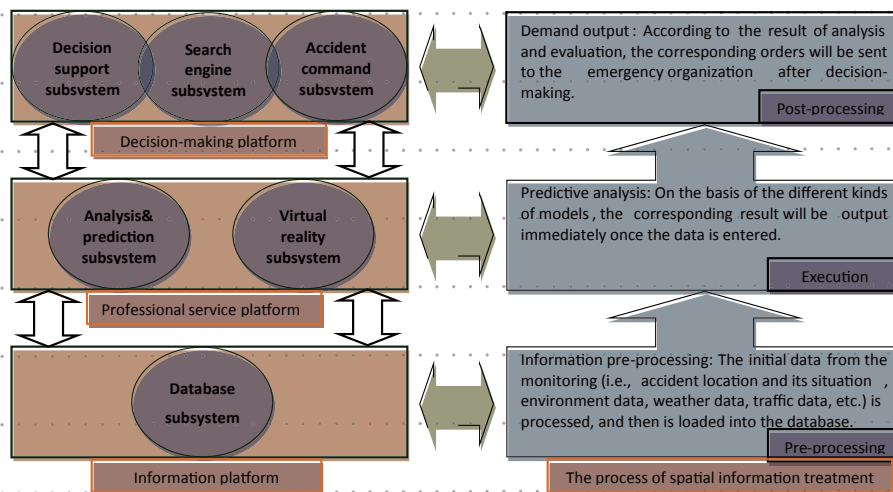 Decision
support
subsystem
Search
engine
subsystem
Accident
command
subsystem
Decision-making platform
Demand output : According to the result of analysis
and evaluation, the corresponding orders will be sent
to the emergency organization after decision-
making.
Post-processing
Analysis&
prediction
subsystem
Virtual
reality
subsystem
Professional service platform
Predictive analysis: On the basis of the different kinds
of models , the corresponding result will be output
immediately once the data is entered.
Execution
Database
subsystem
Information platform
Information pre-processing: The initial data from the
monitoring (i.e., accident location and its situation ,
environment data, weather data, traffic data, etc.) is
processed, and then is loaded into the database.
Pre-processing
The process of spatial information treatment